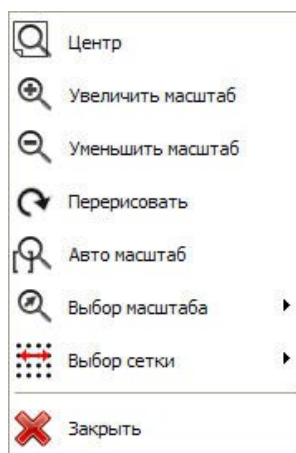 Центр
Увеличить масштаб
Уменьшить масштаб
Перерисовать
Авто масштаб
Выбор масштаба
Выбор сетки
Закрыть